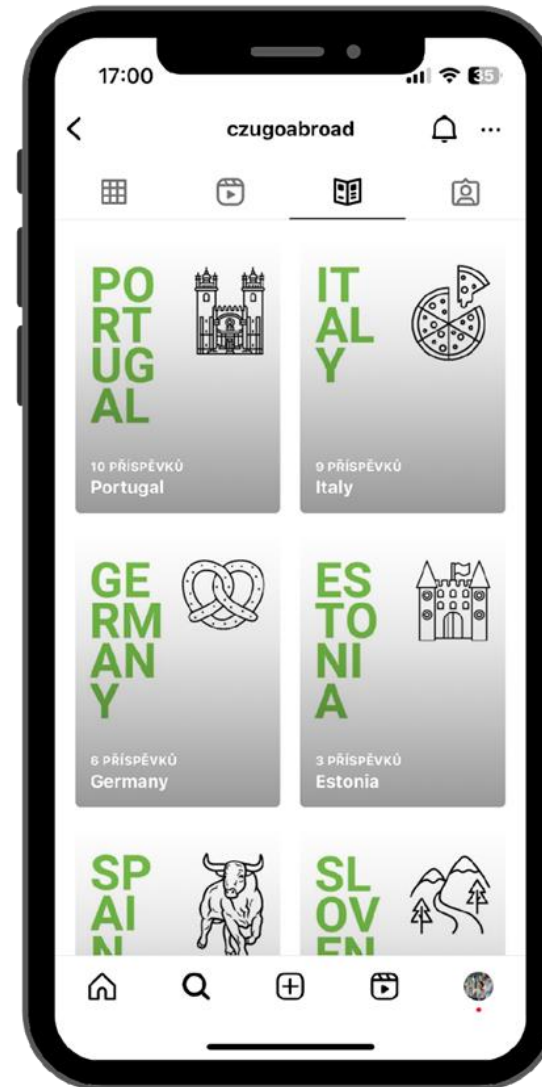 17:00
35
czugoabroad
PO
RT
UG
AL
10 PŘÍSPĚVKŮ
Portugal
IT
AL
Y
9 PŘÍSPĚVKŮ
Italy
GE
RM
AN
Y
6 PŘÍSPĚVKŮ
Germany
ES
TO
NI
A
3 PŘÍSPĚVKŮ
Estonia
SP
AI
N
SL
OV
EN